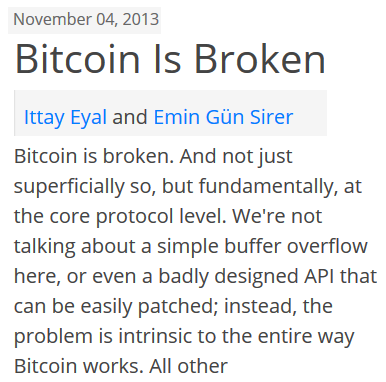 November 04, 2013
Bitcoin Is Broken
Ittay Eyal and Emin Gün Sirer
Bitcoin is broken. And not just
superficially so, but fundamentally, at
the core protocol level. We're not
talking about a simple buffer overflow
here, or even a badly designed API that
can be easily patched; instead, the
problem is intrinsic to the entire way
Bitcoin works. All other